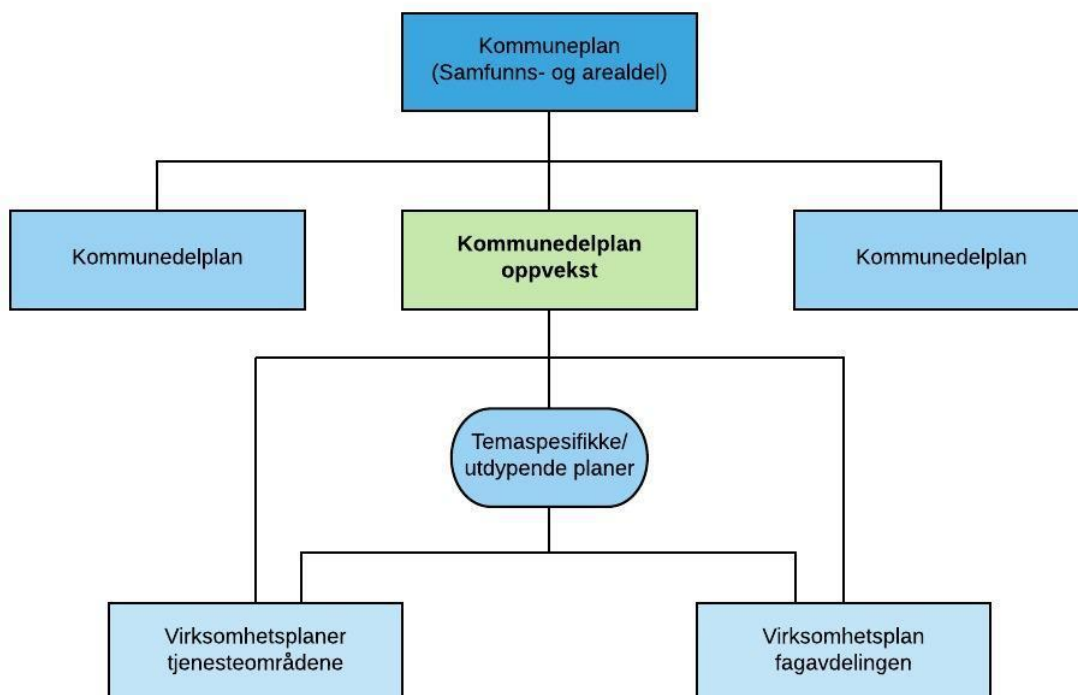 Kommuneplan
(Samfunns- og arealdel)
Kommunedelplan
Kommunedelplan
oppvekst
Kommunedelplan
Temaspesifikke/
utdypende planer
Virksomhetsplaner
tjenesteområdene
Virksomhetsplan
fagavdelingen